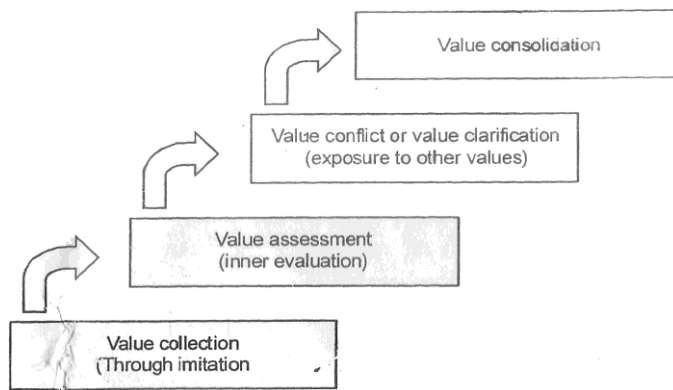 Value consolidation
Value conflict or value clarification
(exposure to other values)
Value assessment
(inner evaluation)
Value collection
(Through imitation